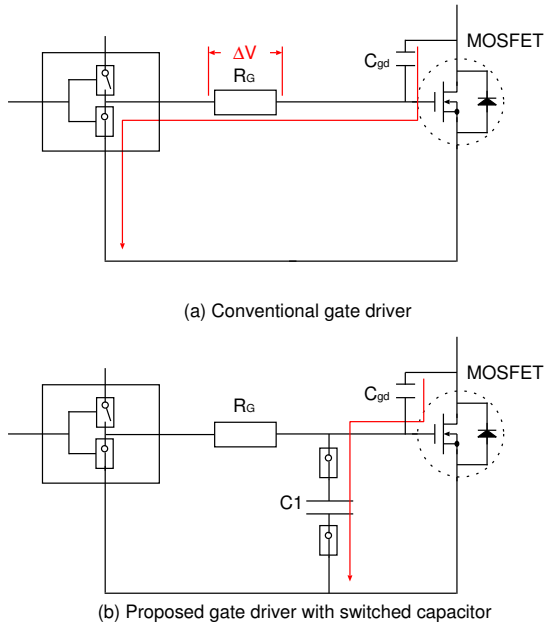 ΔV
MOSFET
Cgd
RG
(a) Conventional gate driver
MOSFET
Cgd
RG
C1
(b) Proposed gate driver with switched capacitor